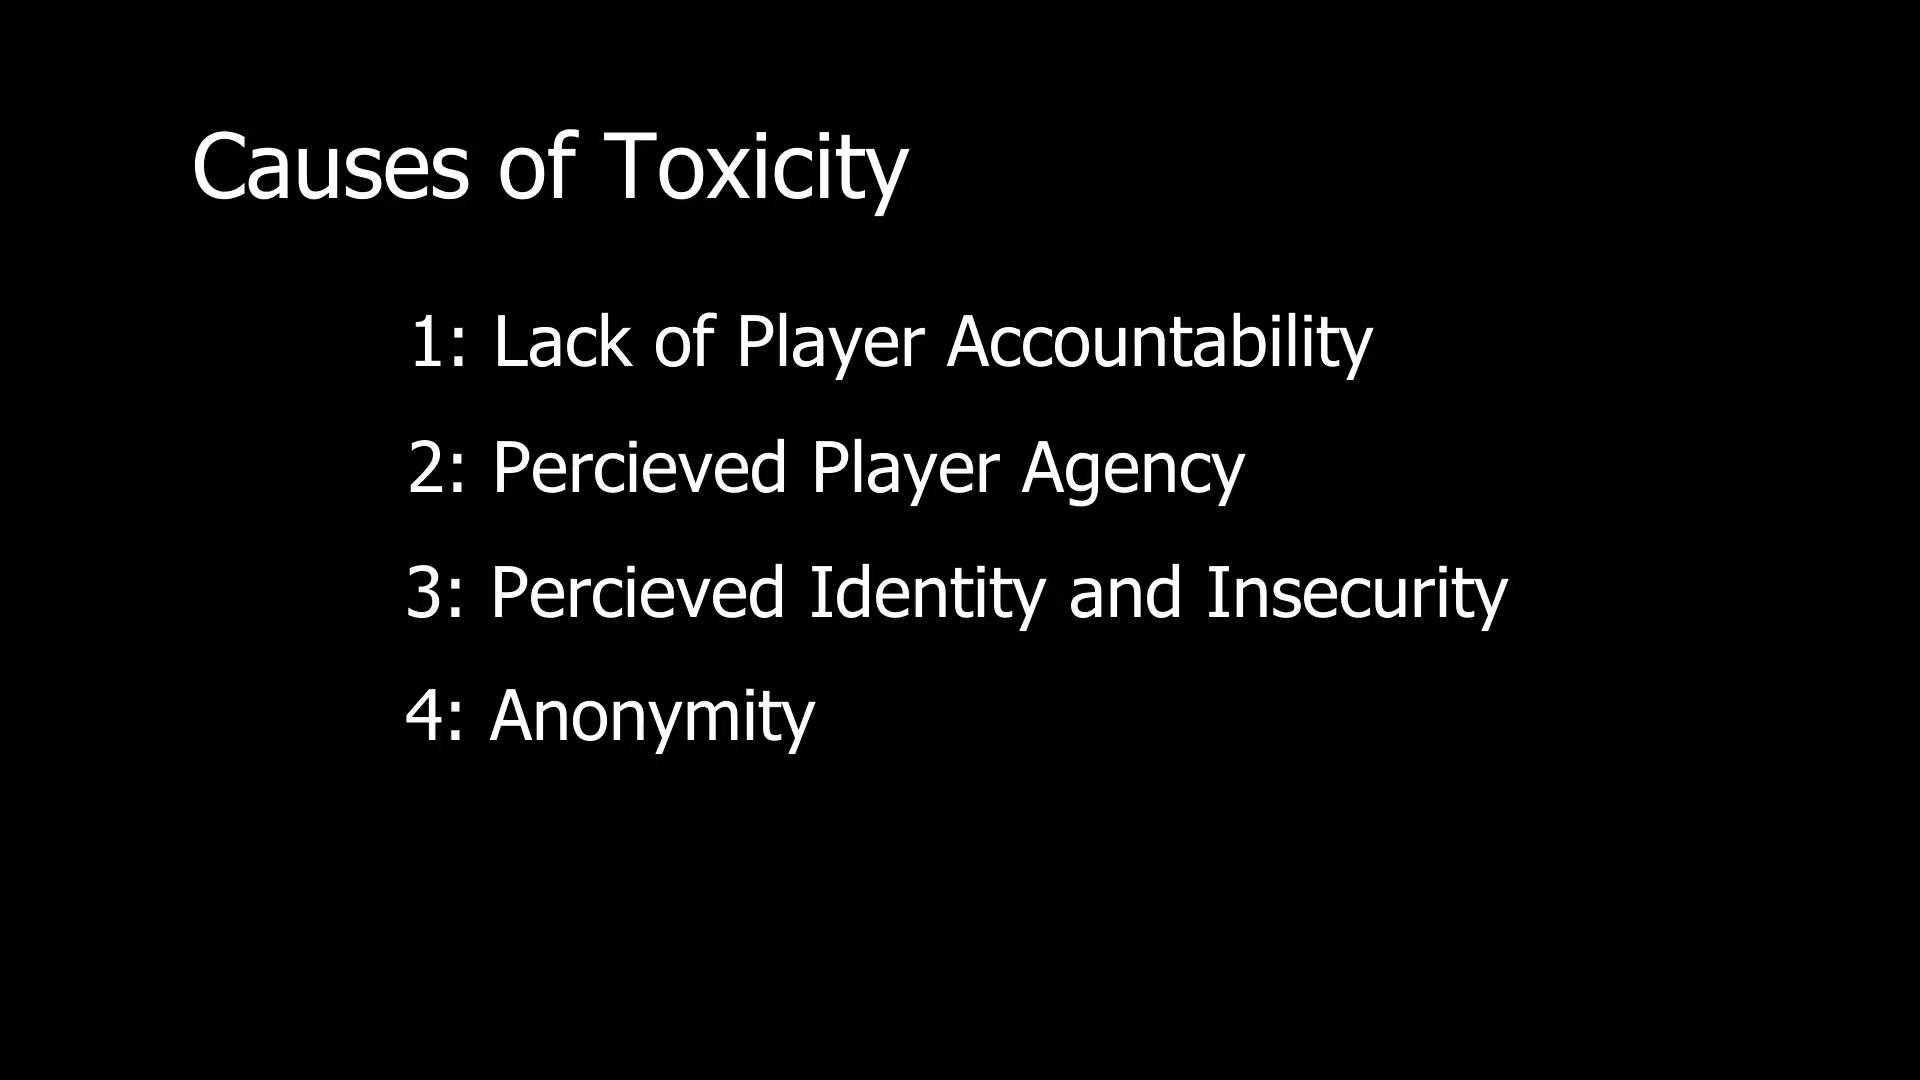 Causes of Toxicity
1: Lack of Player Accountability
2: Percieved Player Agency
3: Percieved Identity and Insecurity
4: Anonymity